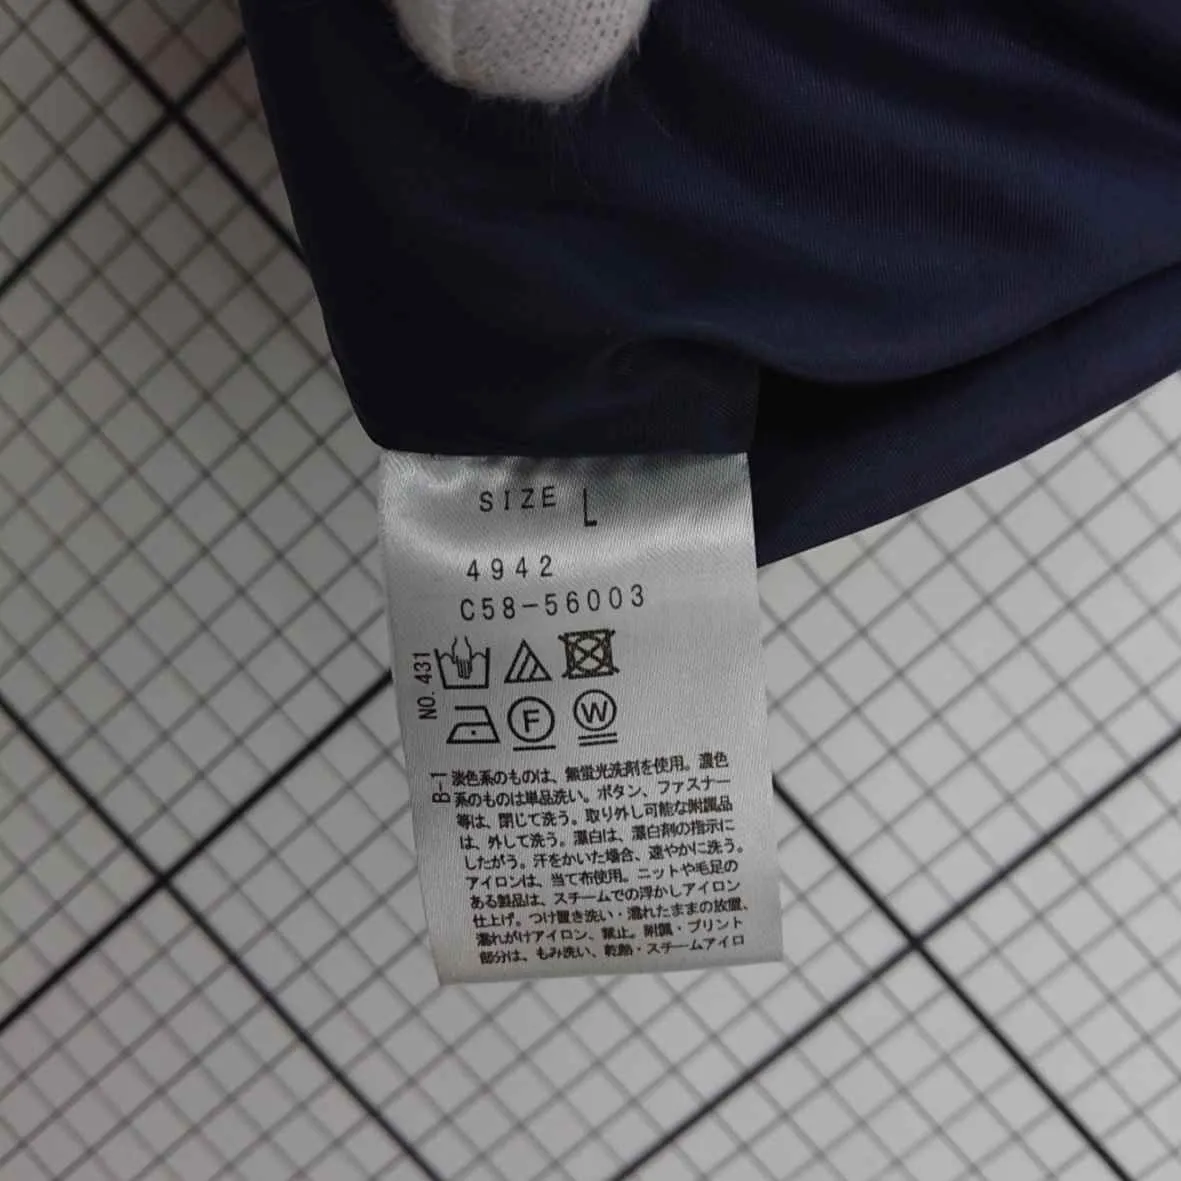 SIZE L
4942
C58-56003
NO.431
F W
B-1
淡色系のものは、無蛍光洗剤を使用。濃色
系のものは単品洗い。ボタン、ファスナー
等は、閉じて洗う。取り外し可能な附属品
は、外して洗う。漂白は、漂白剤の指示に
したがう。汗をかいた場合、速やかに洗う。
アイロンは、当て布使用。ニットや毛足の
ある製品は、スチームでの浮かしアイロン
仕上げ。つけ置き洗い・濡れたままの放置、
濡れがけアイロン、禁止。附属・プリント
部分は、もみ洗い、乾熱・スチームアイロ